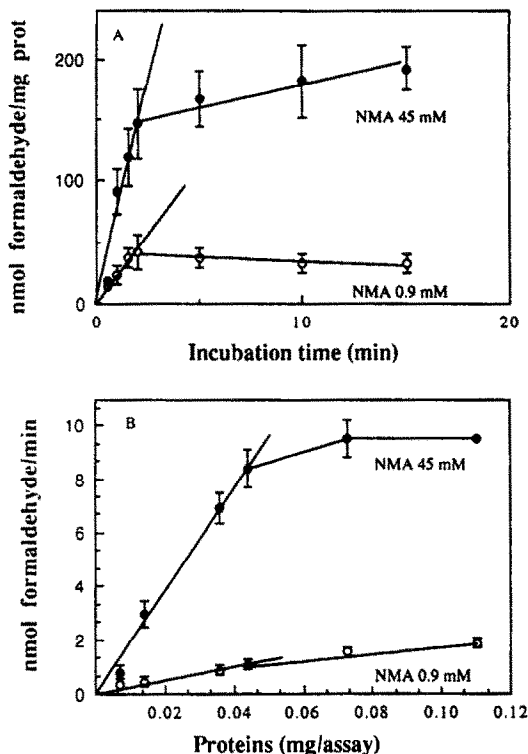 A
nmol formaldehyde/mg prot
200
100
0
NMA 45 mM
NMA 0.9 mM
0
10
20
Incubation time (min)
B
nmol formaldehyde/min
10
8
6
4
2
0
NMA 45 mM
NMA 0.9 mM
0.02
0.04
0.06
0.08
0.10
0.12
Proteins (mg/assay)